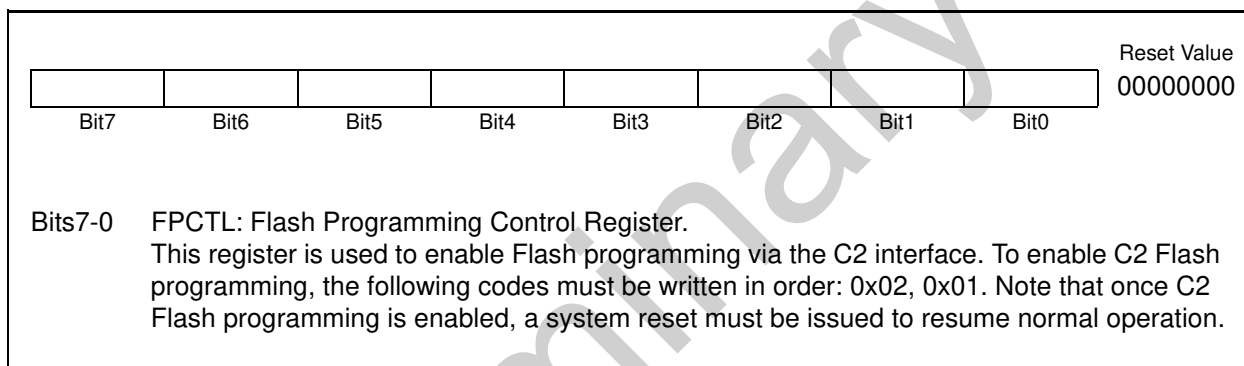 Reset Value
00000000
Bit7 Bit6 Bit5 Bit4 Bit3 Bit2 Bit1 Bit0
Bits7-0 FPCTL: Flash Programming Control Register.
This register is used to enable Flash programming via the C2 interface. To enable C2 Flash
programming, the following codes must be written in order: 0x02, 0x01. Note that once C2
Flash programming is enabled, a system reset must be issued to resume normal operation.
minary